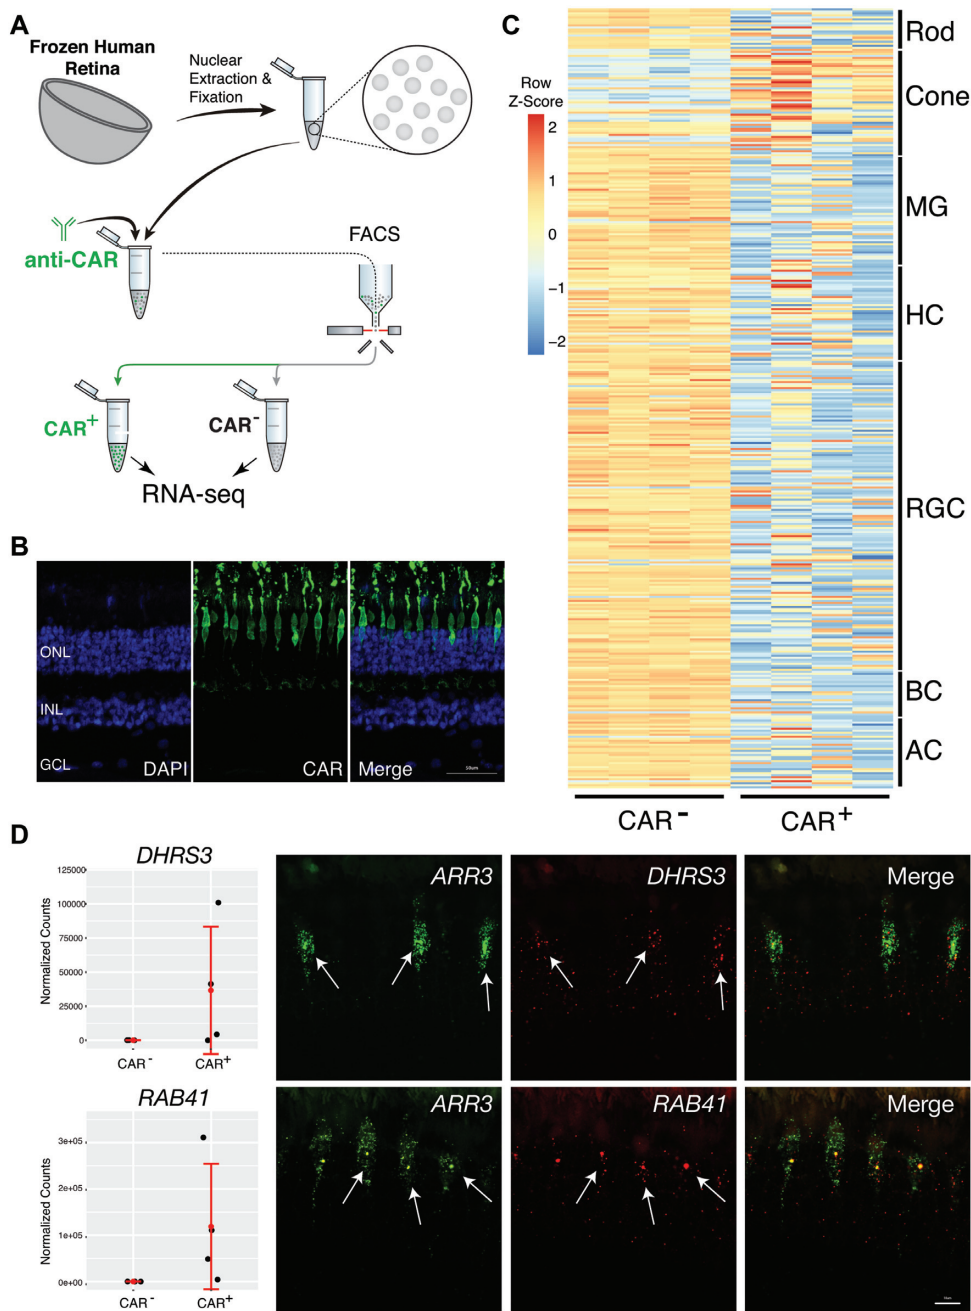 A
Frozen Human
Retina
Nuclear
Extraction &
Fixation
anti-CAR
FACS
CAR+
CAR-
RNA-seq
B
ONL
INL
GCL
DAPI
CAR
Merge
50um
C
Row
Z-Score
2
1
0
−1
−2
Rod
Cone
MG
HC
RGC
BC
AC
CAR-
CAR+
D
DHRS3
Normalized Counts
125000
100000
75000
50000
25000
0
CAR-
CAR+
ARR3
DHRS3
Merge
RAB41
Normalized Counts
3e+05
2e+05
1e+05
0e+00
CAR-
CAR+
ARR3
RAB41
Merge